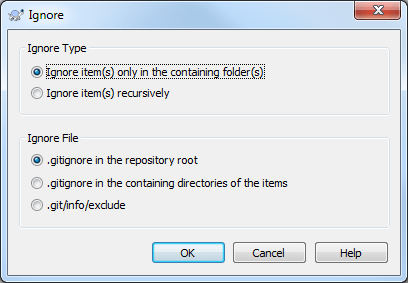 Ignore
Ignore Type
Ignore item(s) only in the containing folder(s)
Ignore item(s) recursively
Ignore File
.gitignore in the repository root
.gitignore in the containing directories of the items
.git/info/exclude
OK Cancel Help